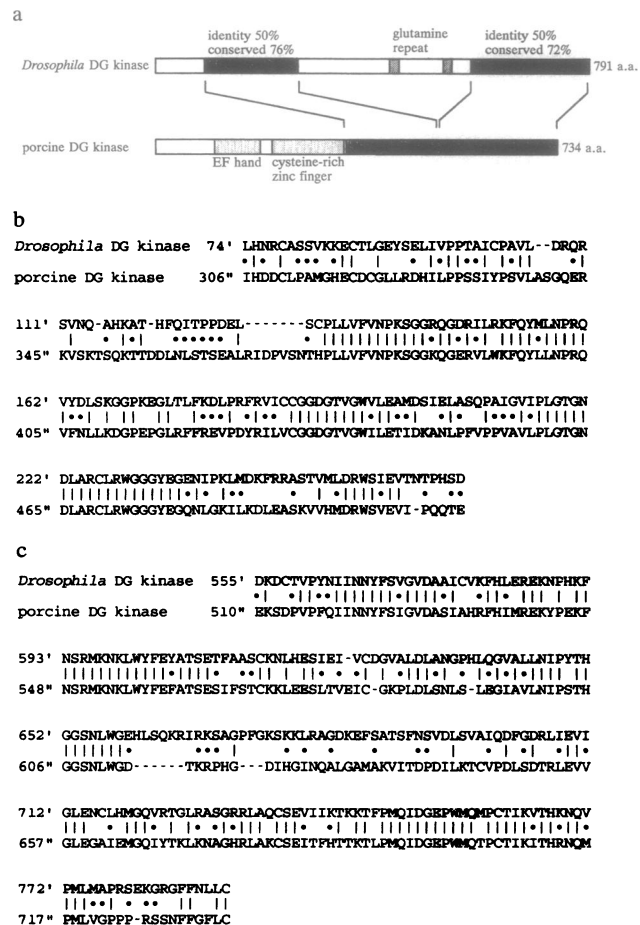 a
identity 50%
conserved 76%
glutamine
repeat
identity 50%
conserved 72%
Drosophila DG kinase
791 a.a.
porcine DG kinase
734 a.a.
EF hand
cysteine-rich
zinc finger
b
Drosophila DG kinase 74' LHNRCASSVKKECTLGEYSELIVPPTAICPAVL--DRQR
porcine DG kinase 306" IHDDCLPAMGHECDCGLLRDHILPPSSIYPSVLASGQER
111' SVNQ-AHKAT-HFQITPPDEL-------SCPLLVFVNPKSGGRQGDRILRKFQYMLNPRQ
345" KVSKTSQKTTDDLNLSTSEALRIDPVSNTHPLLVFVNPKSGGKQGERVLWKFQYLLNPRQ
162' VYDLSKGGPKEGLTLFKDLPRFRVICCGGDGTVGWVLEAMDSIELASQPAIGVIPLGTGN
405" VFNLLKDGPEPGLRFFREVPDYRILVCGGDGTVGWILETIDKANLPFVPPVAVLPLGTGN
222' DLARCLRWGGGYEGENIPKLMDKFRRASTVMLDRWSIEVTNTPHSD
465" DLARCLRWGGGYEGQNLGKILKDLEASKVVHMDRWSVEVI-PQQTE
c
Drosophila DG kinase 555' DKDCTVPYNIINNYFSVGVDAAICVKFHLEREKNPHKF
porcine DG kinase 510" EKSDPVPFQIINNYFSIGVDASIAHRFHIMREKYPEKF
593' NSRMKNKLWYFEYATSETFAASCKNLHESIEI-VCDGVALDLANGPHLQGVALLNIPYTH
548" NSRMKNKLWYFEFATSESIFSTCKKLEESLTVEIC-GKPLDLSNLS-LEGIAVLNIPSTH
652' GGSNLWGEHLSQKRIRKSAGPFGKSKKLRAGDKEFSATSFNSVDLSVAIQDFGDRLIEVI
606" GGSNLWGD------TKRPHG---DIHGINQALGAMAKVITDPDILKTCVPDLSDTRLEVV
712' GLENCLHMGQVRTGLRASGRRLAQCSEVIIKTKKTFPMQIDGEPWMQMPCTIKVTHKNQV
657" GLEGAIEMGQIYTKLKNAGHRLAKCSEITFHTTKTLPMQIDGEPWMQTPCTIKITHRNQM
772' PMLMAPRSEKGRGFFNLLC
717" PMLVGPPP-RSSNFFGFLC